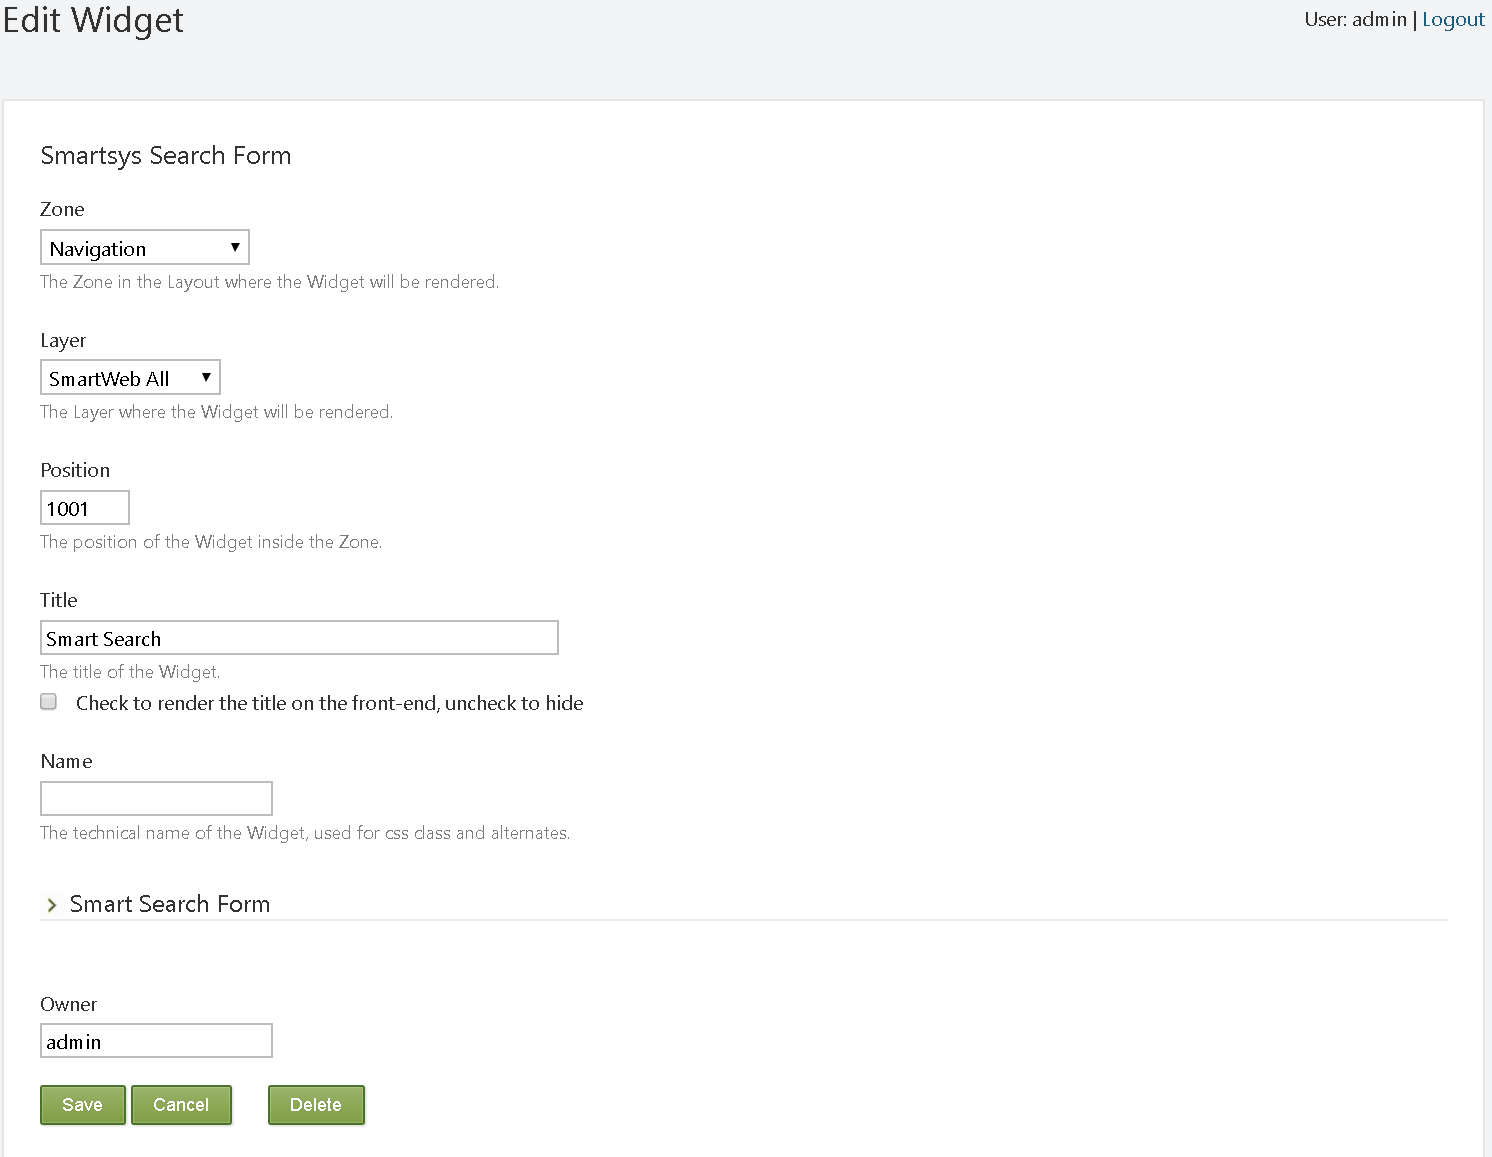 Edit Widget
User: admin | Logout
Smartsys Search Form
Zone
Navigation
The Zone in the Layout where the Widget will be rendered.
Layer
SmartWeb All
The Layer where the Widget will be rendered.
Position
1001
The position of the Widget inside the Zone.
Title
Smart Search
The title of the Widget.
Check to render the title on the front-end, uncheck to hide
Name
The technical name of the Widget, used for css class and alternates.
Smart Search Form
Owner
admin
Save Cancel Delete